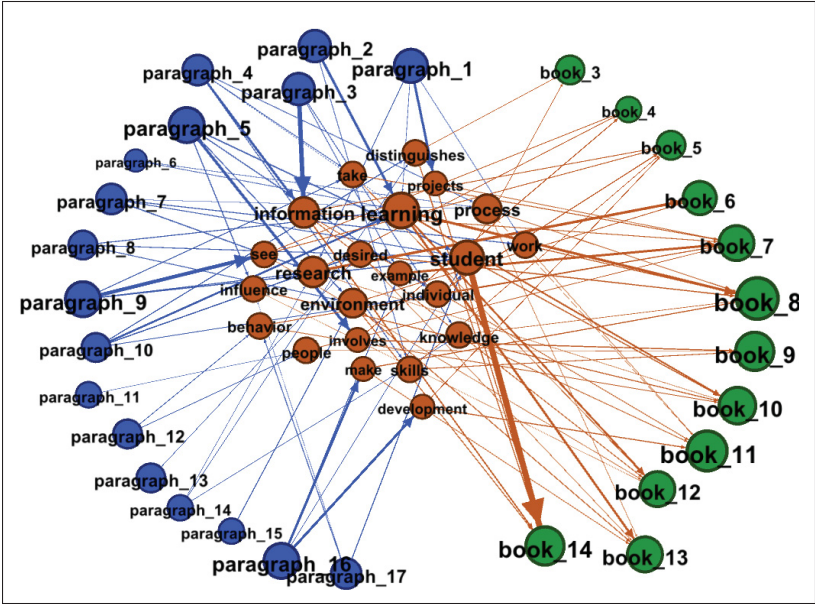 paragraph_2
paragraph_4
paragraph_1
book_3
paragraph_3
book_4
paragraph_5
book_5
distinguishes
paragraph_6
take
projects
paragraph_7
information
learning
process
book_6
paragraph_8
see
desired
student
work
book_7
research
example
paragraph_9
influence
environment
individual
book_8
behavior
involves
knowledge
paragraph_10
people
book_9
make
skills
paragraph_11
development
book_10
paragraph_12
book_11
paragraph_13
book_12
paragraph_14
paragraph_15
book_14
book_13
paragraph_16
paragraph_17